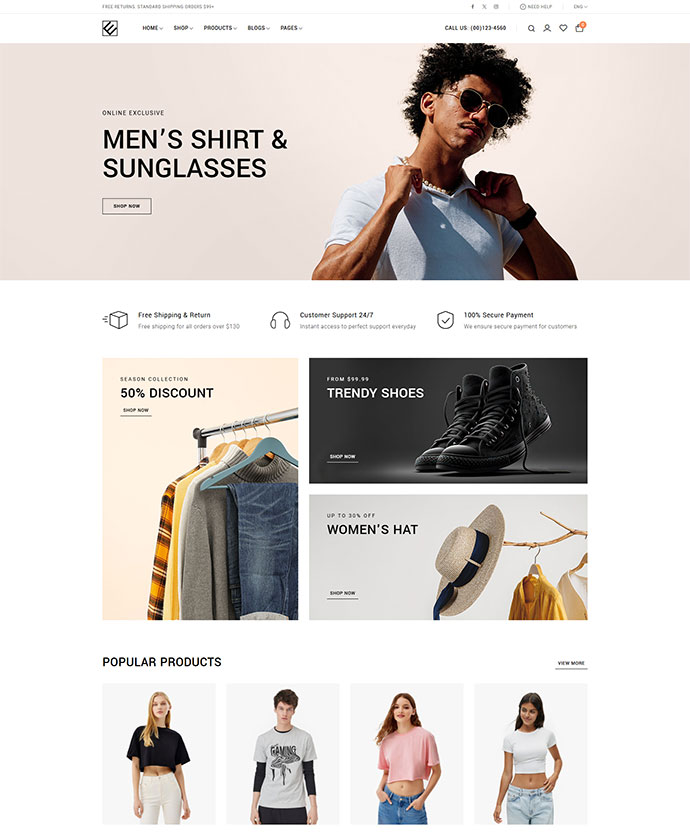 FREE RETURNS. STANDARD SHIPPING ORDERS $99+
NEED HELP
ENG
HOME
SHOP
PRODUCTS
BLOGS
PAGES
CALL US: (00)123-4560
ONLINE EXCLUSIVE
MEN'S SHIRT &
SUNGLASSES
SHOP NOW
Free Shipping & Return
Free shipping for all orders over $130
Customer Support 24/7
Instant access to perfect support everyday
100% Secure Payment
We ensure secure payment for customers
SEASON COLLECTION
50% DISCOUNT
SHOP NOW
FROM $99.99
TRENDY SHOES
SHOP NOW
UP TO 30% OFF
WOMEN'S HAT
SHOP NOW
POPULAR PRODUCTS
VIEW MORE
GAMING